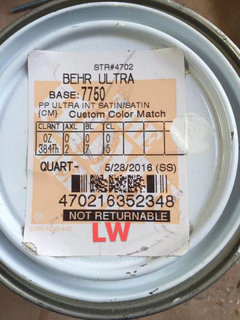 STR#4702
BEHR ULTRA
BASE: 7750
PP ULTRA INT SATIN/SATIN
(CM) Custom Color Match
CLRNT AXL BL CL
OZ 0 0 0
384th 2 7 6
QUART- 5/28/2016 (SS)
470216352348
NOT RETURNABLE
LW